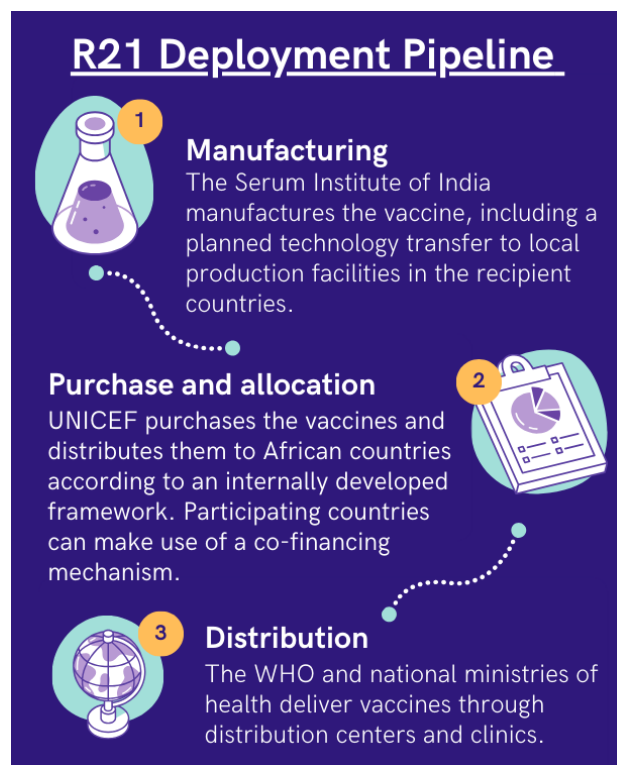 R21 Deployment Pipeline
1
Manufacturing
The Serum Institute of India
manufactures the vaccine, including a
planned technology transfer to local
production facilities in the recipient
countries.
Purchase and allocation
2
UNICEF purchases the vaccines and
distributes them to African countries
according to an internally developed
framework. Participating countries
can make use of a co-financing
mechanism.
3
Distribution
The WHO and national ministries of
health deliver vaccines through
distribution centers and clinics.